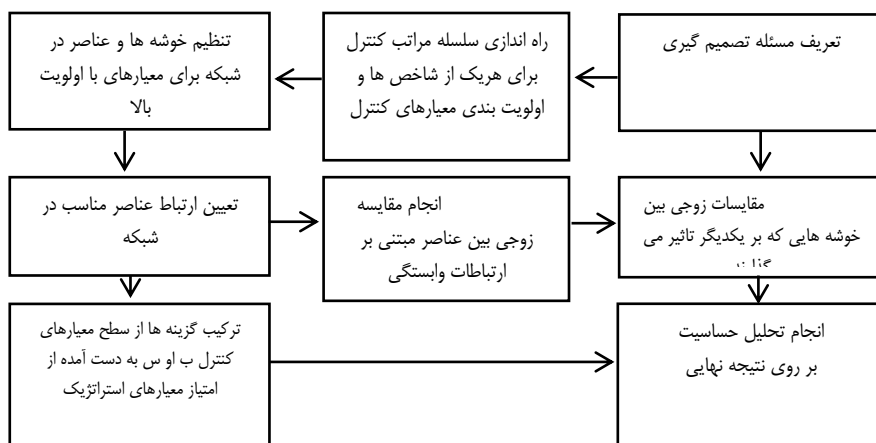 تعریف مسئله تصمیم گیری
راه اندازی سلسله مراتب کنترل
برای هریک از شاخص ها و
اولویت بندی معیارهای کنترل
تنظیم خوشه ها و عناصر در
شبکه برای معیارهای با اولویت
بالا
تعیین ارتباط عناصر مناسب در
شبکه
انجام مقایسه
زوجی بین عناصر مبتنی بر
ارتباطات وابستگی
مقایسات زوجی بین
خوشه هایی که بر یکدیگر تاثیر می
ترکیب گزینه ها از سطح معیارهای
کنترل ب او س به دست آمده از
امتیاز معیارهای استراتژیک
انجام تحلیل حساسیت
بر روی نتیجه نهایی